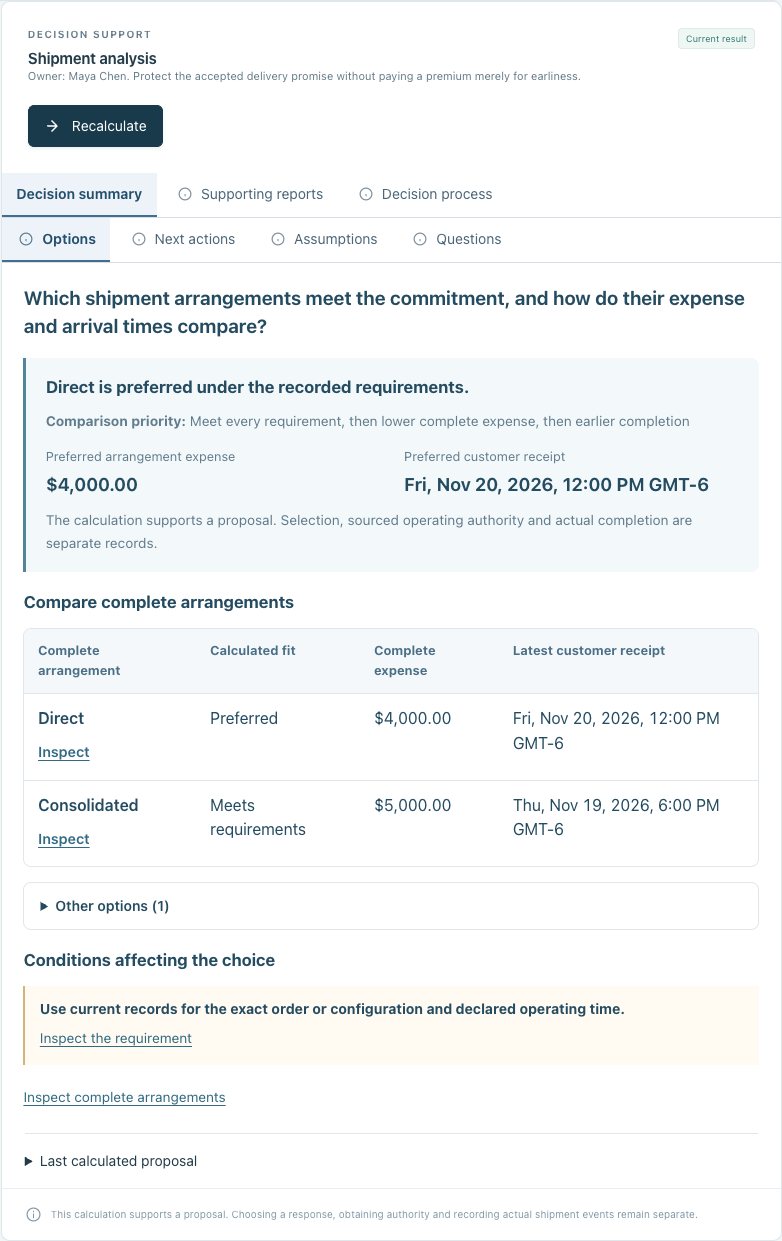 DECISION SUPPORT
Current result
Shipment analysis
Owner: Maya Chen. Protect the accepted delivery promise without paying a premium merely for earliness.
Recalculate
Decision summary
Supporting reports
Decision process
Options
Next actions
Assumptions
Questions
Which shipment arrangements meet the commitment, and how do their expense
and arrival times compare?
Direct is preferred under the recorded requirements.
Comparison priority: Meet every requirement, then lower complete expense, then earlier completion
Preferred arrangement expense
$4,000.00
Preferred customer receipt
Fri, Nov 20, 2026, 12:00 PM GMT-6
The calculation supports a proposal. Selection, sourced operating authority and actual completion are
separate records.
Compare complete arrangements
Complete
arrangement
Calculated fit
Complete
expense
Latest customer receipt
Direct
Inspect
Preferred
$4,000.00
Fri, Nov 20, 2026, 12:00 PM
GMT-6
Consolidated
Inspect
Meets
requirements
$5,000.00
Thu, Nov 19, 2026, 6:00 PM
GMT-6
Other options (1)
Conditions affecting the choice
Use current records for the exact order or configuration and declared operating time.
Inspect the requirement
Inspect complete arrangements
Last calculated proposal
This calculation supports a proposal. Choosing a response, obtaining authority and recording actual shipment events remain separate.